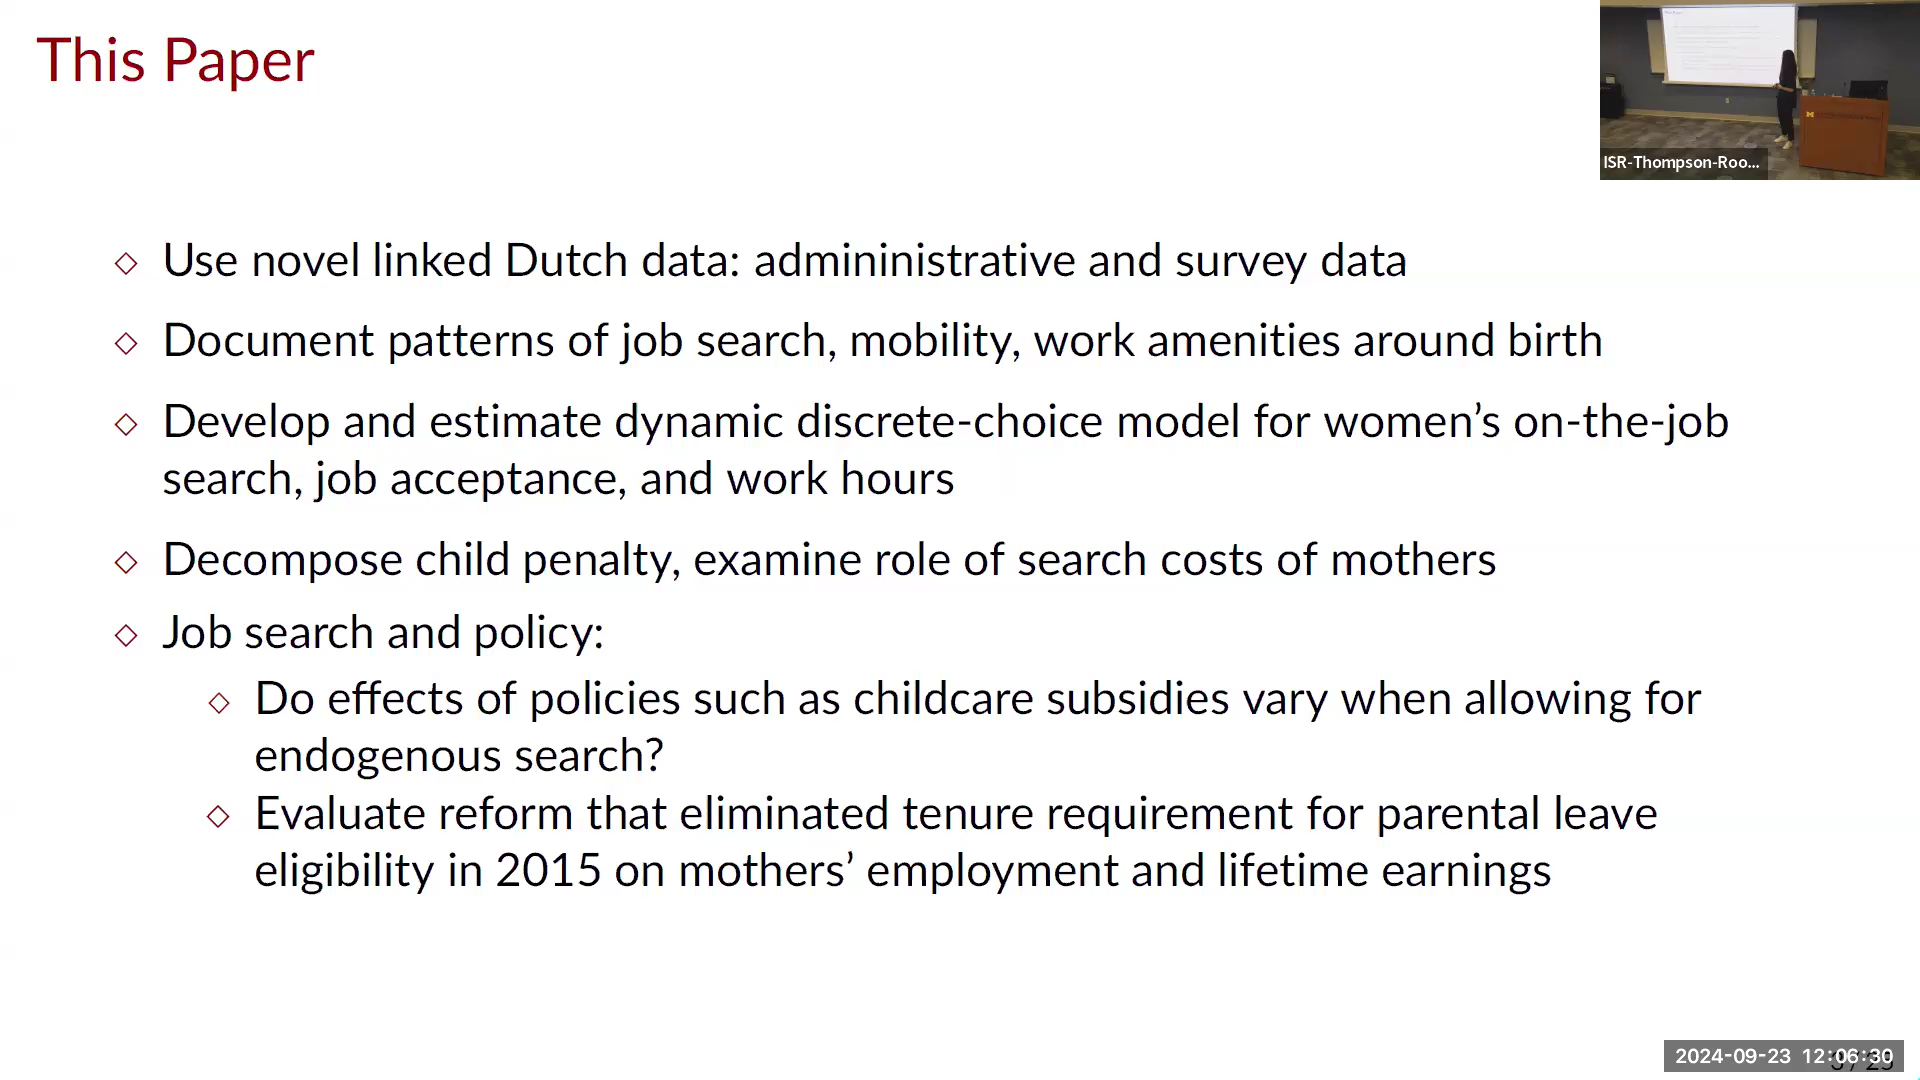 This Paper
ISR-Thompson-Roo...
Use novel linked Dutch data: admininistrative and survey data
Document patterns of job search, mobility, work amenities around birth
Develop and estimate dynamic discrete-choice model for women’s on-the-job
search, job acceptance, and work hours
Decompose child penalty, examine role of search costs of mothers
Job search and policy:
Do effects of policies such as childcare subsidies vary when allowing for
endogenous search?
Evaluate reform that eliminated tenure requirement for parental leave
eligibility in 2015 on mothers’ employment and lifetime earnings
2024-09-23 12:06:30